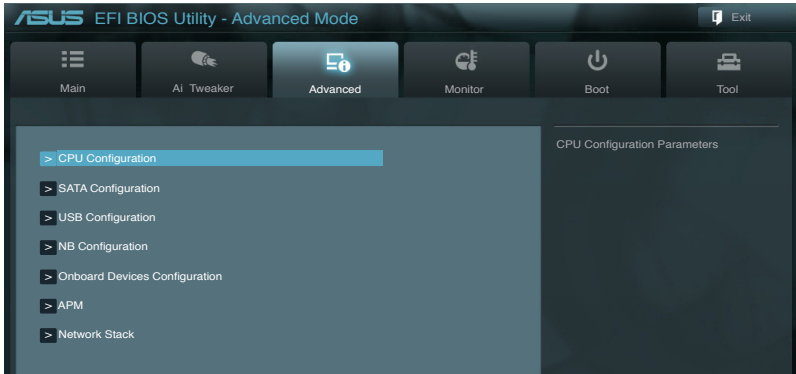 ASUS EFI BIOS Utility - Advanced Mode
Exit
Main
Ai Tweaker
Advanced
Monitor
Boot
Tool
> CPU Configuration
CPU Configuration Parameters
> SATA Configuration
> USB Configuration
> NB Configuration
> Onboard Devices Configuration
> APM
> Network Stack